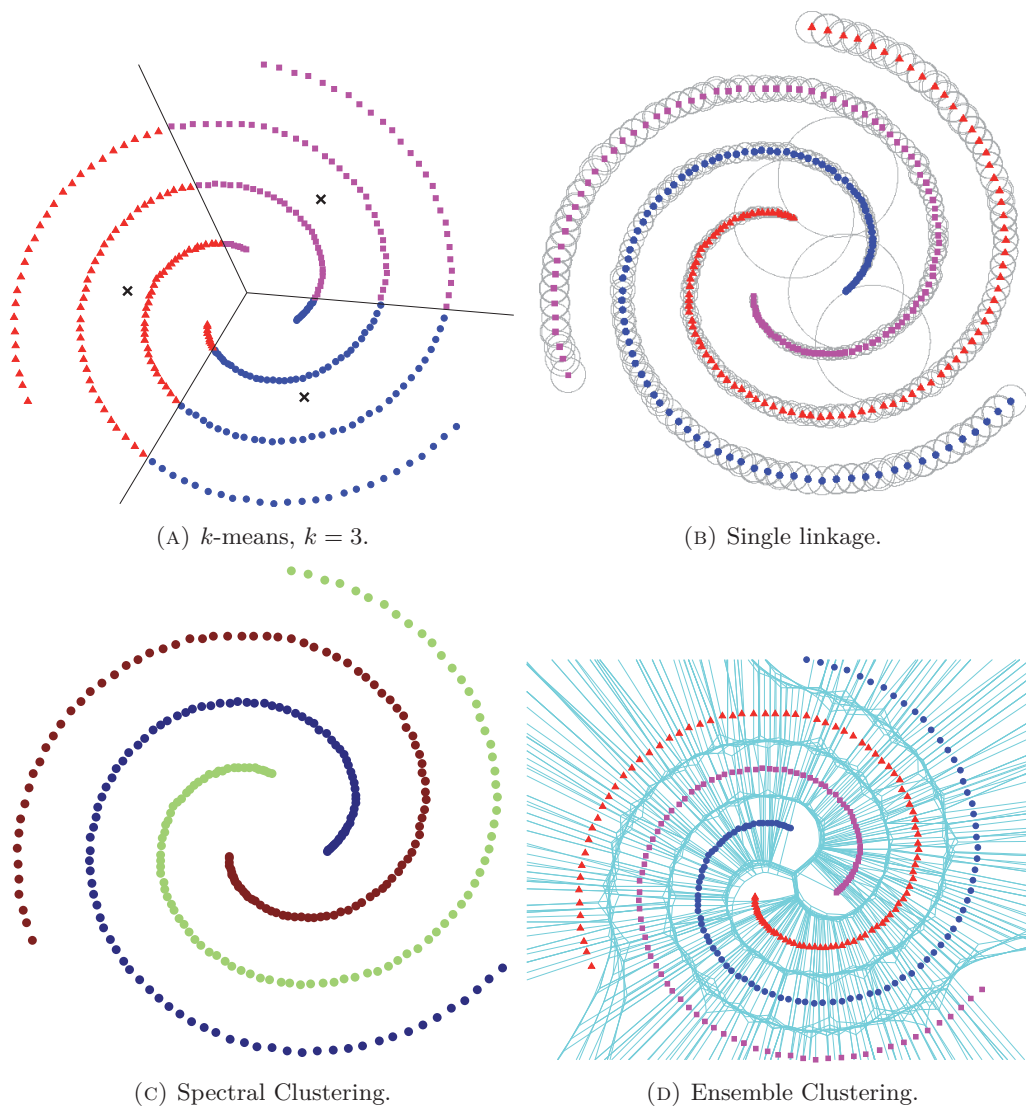 (A) k-means, k = 3.
(B) Single linkage.
(C) Spectral Clustering.
(D) Ensemble Clustering.